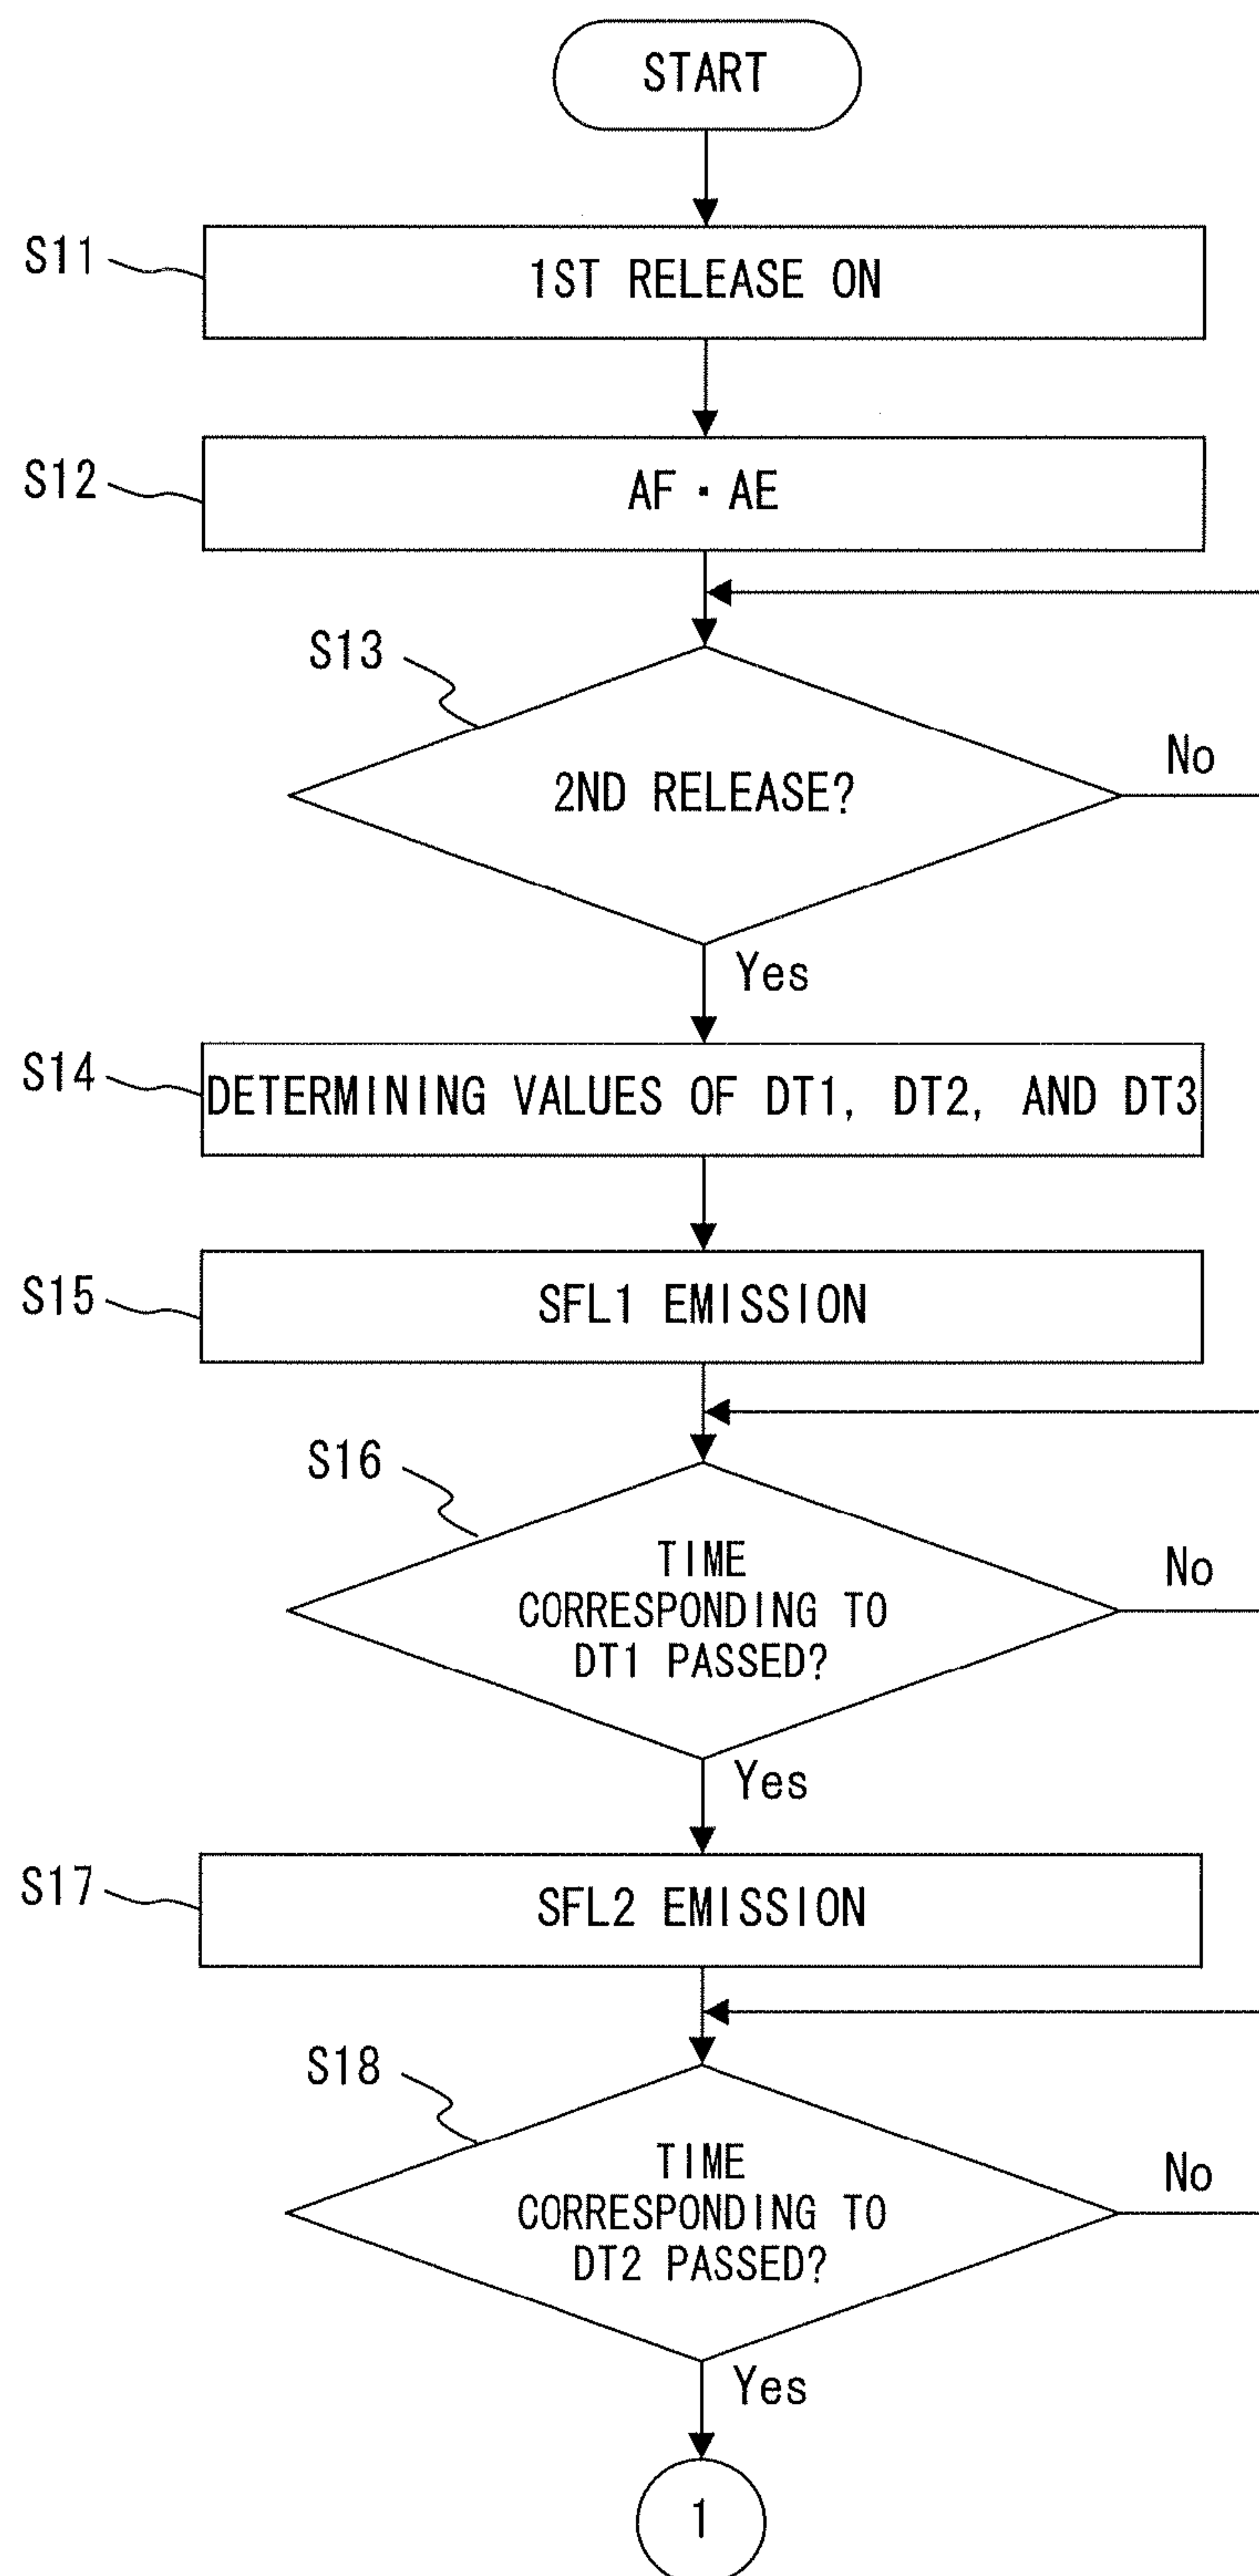 START
S11
1ST RELEASE ON
S12
AF・AE
S13
2ND RELEASE?
No
Yes
S14
DETERMINING VALUES OF DT1, DT2, AND DT3
S15
SFL1 EMISSION
S16
TIME
CORRESPONDING TO
DT1 PASSED?
No
Yes
S17
SFL2 EMISSION
S18
TIME
CORRESPONDING TO
DT2 PASSED?
No
Yes
1